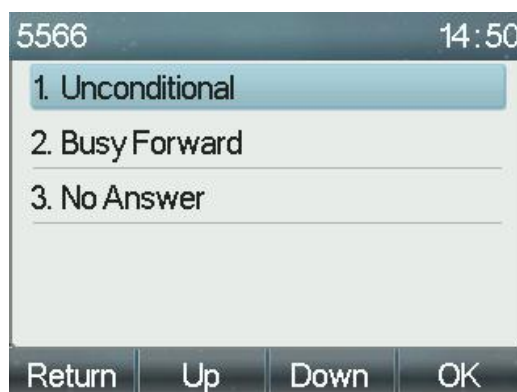 5566 14:50
1. Unconditional
2. Busy Forward
3. No Answer
Return Up Down OK